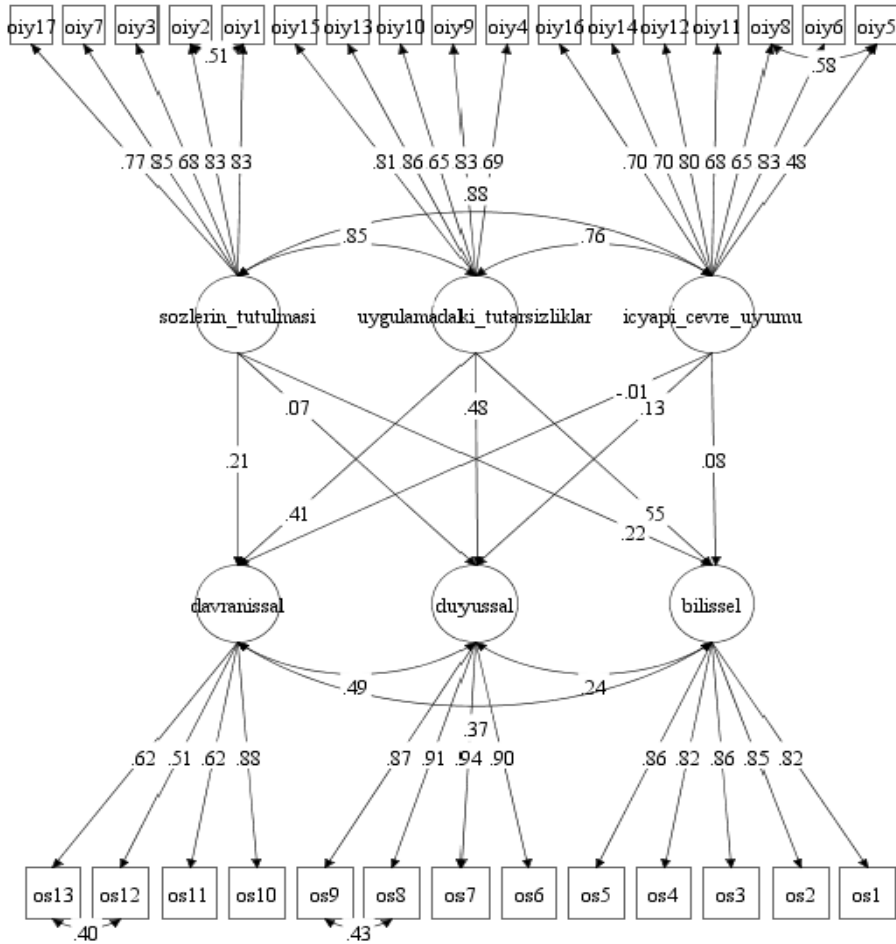 oiy17 oiy7 oiy3 oiy2 oiy1 oiy15 oiy13 oiy10 oiy9 oiy4 oiy16 oiy14 oiy12 oiy11 oiy8 oiy6 oiy5
.51 .58
.77 .85 .68 .83 .83 .81 .86 .65 .83 .69 .70 .70 .80 .68 .65 .83 .48
.88
.85 .76
sozlerin_tutulmasi uygulamadaki_tutarsizliklar icyapi_cevre_uyumu
-.01
.07 .48 .13
.21 .08
.41 .55
.22
davranissal duyussal bilissel
.49 .24
.37
.62 .51 .62 .88 .87 .91 .94 .90 .86 .82 .86 .85 .82
os13 os12 os11 os10 os9 os8 os7 os6 os5 os4 os3 os2 os1
.40 .43